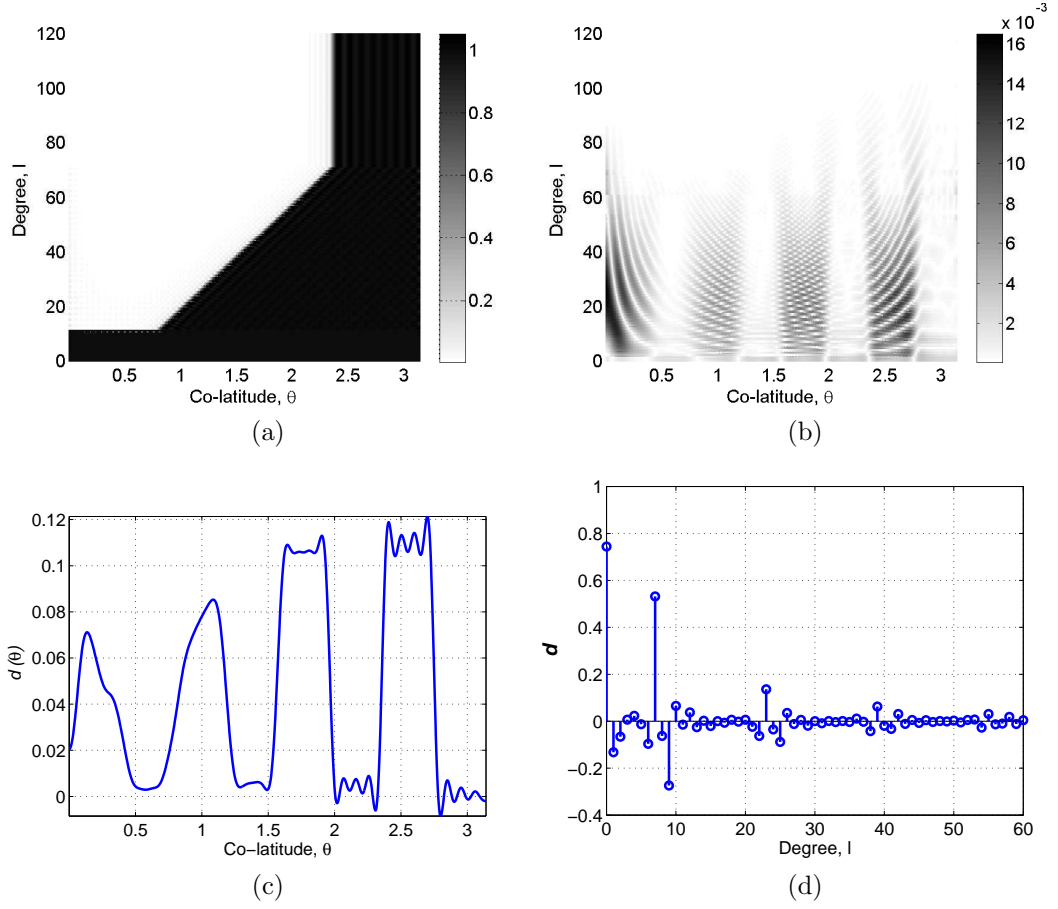 120
100
80
60
40
20
0
Degree, l
0.5 1 1.5 2 2.5 3
Co-latitude, θ
1
0.8
0.6
0.4
0.2
(a)
x 10⁻³
120
100
80
60
40
20
0
Degree, l
0.5 1 1.5 2 2.5 3
Co-latitude, θ
16
14
12
10
8
6
4
2
(b)
0.12
0.1
0.08
0.06
0.04
0.02
0
d (θ)
0.5 1 1.5 2 2.5 3
Co−latitude, θ
(c)
1
0.8
0.6
0.4
0.2
0
−0.2
−0.4
d
0 10 20 30 40 50 60
Degree, l
(d)